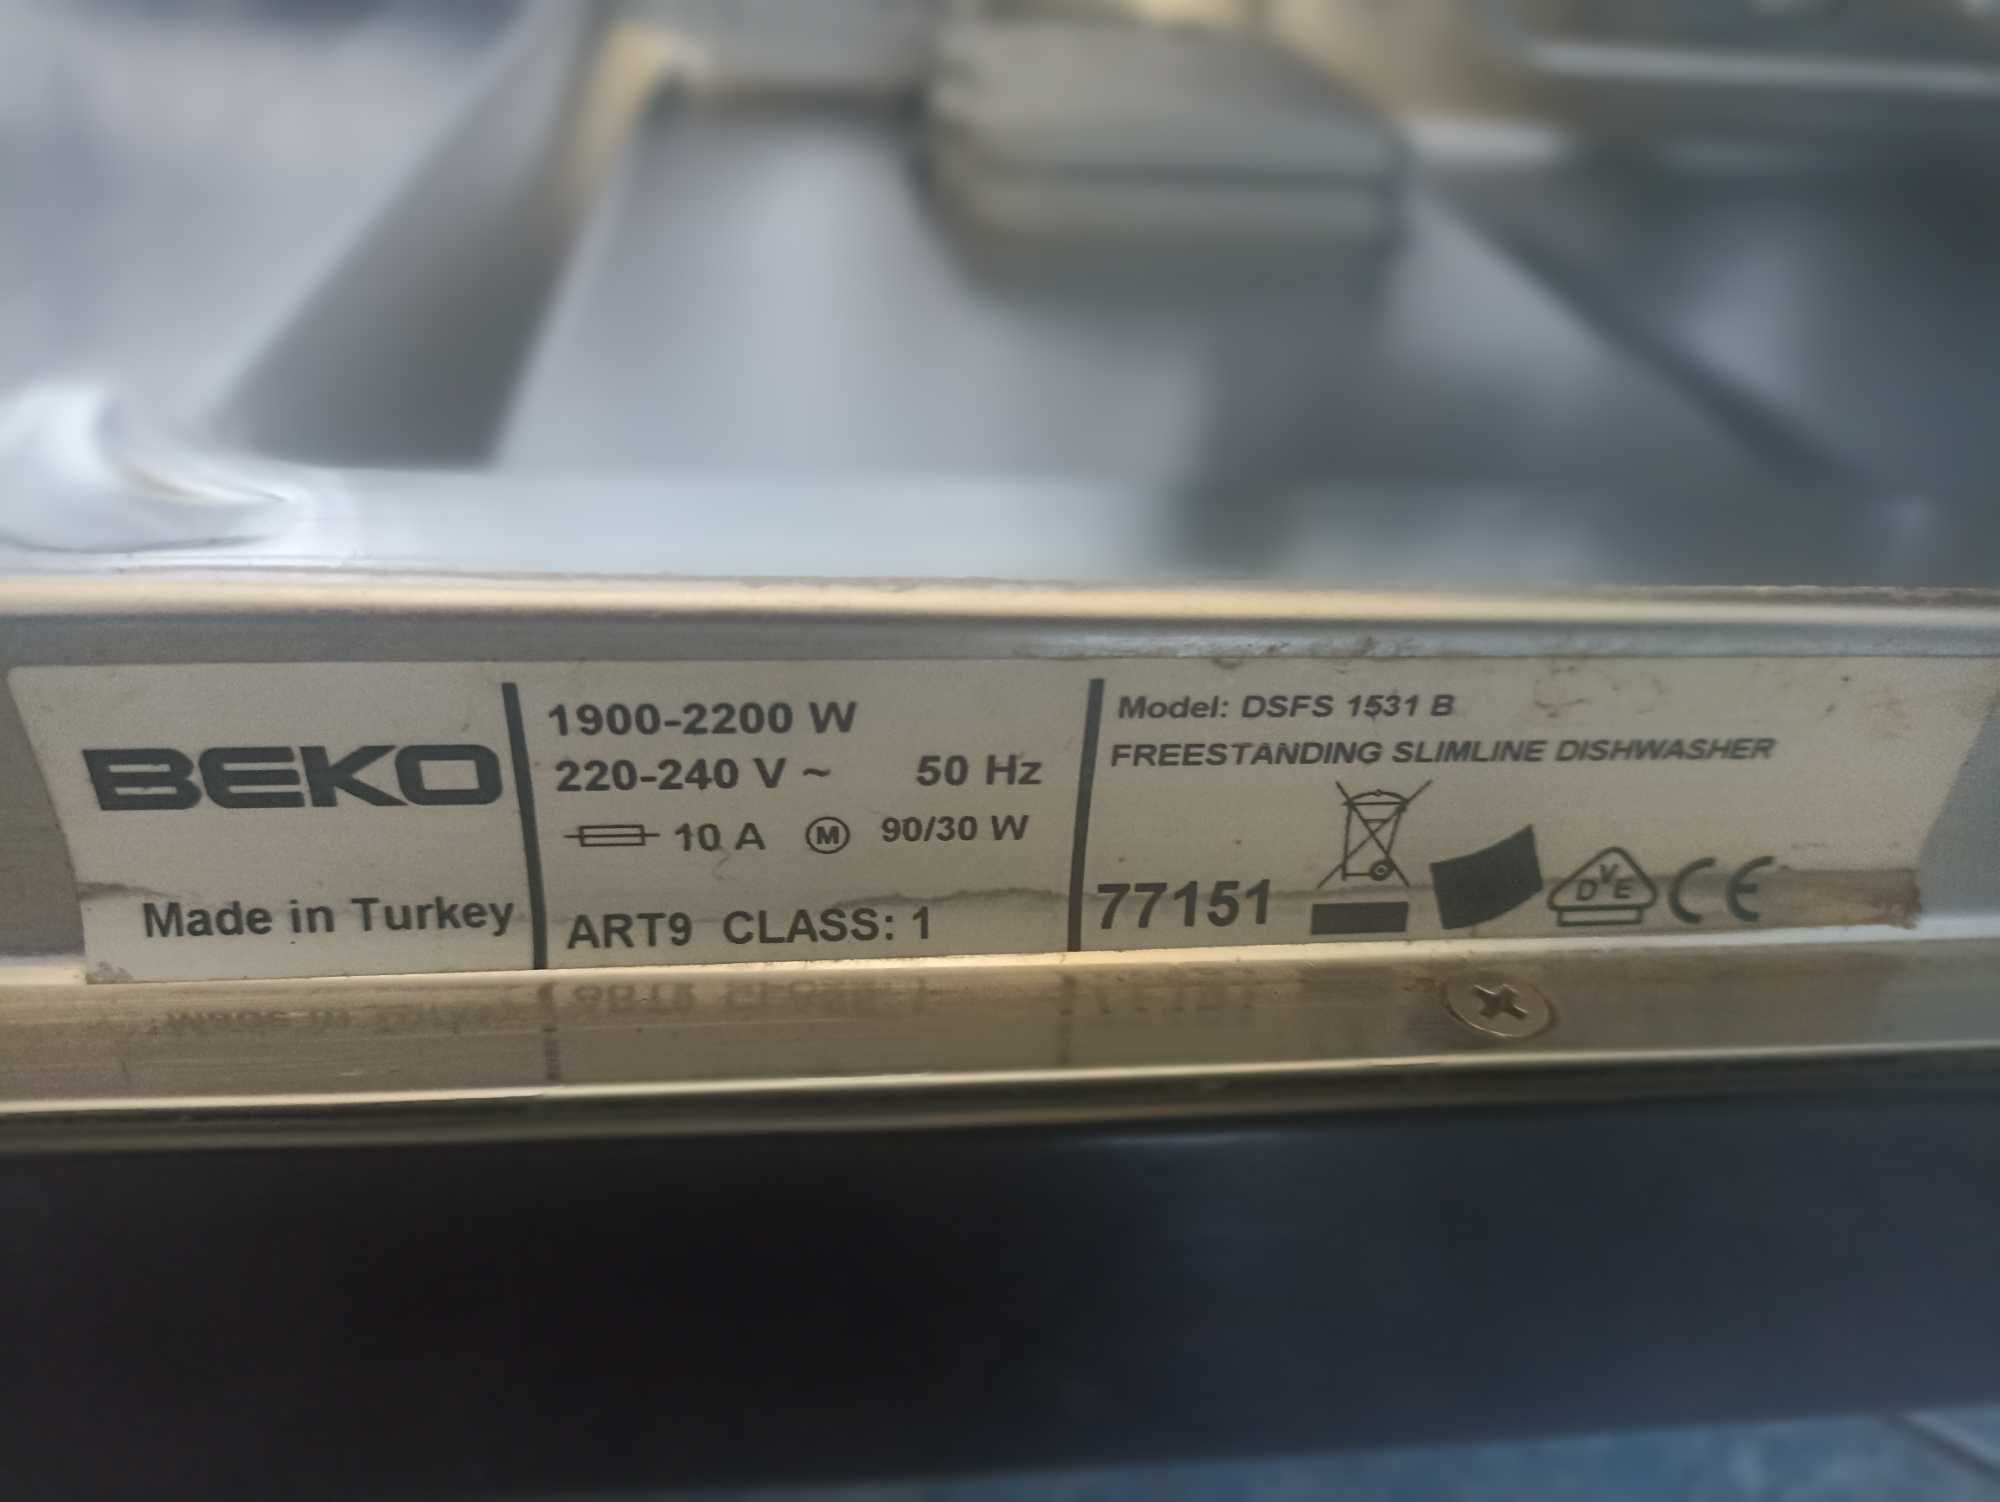 BEKO
Made in Turkey
1900-2200 W
220-240 V ~ 50 Hz
10 A M 90/30 W
ART9 CLASS: 1
Model: DSFS 1531 B
FREESTANDING SLIMLINE DISHWASHER
77151
DVE CE